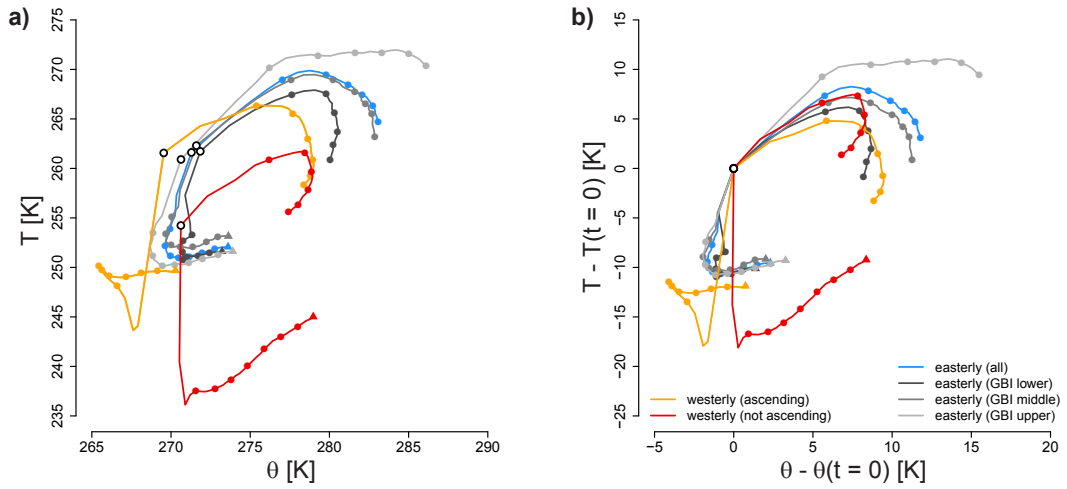 a)
T [K]
275
270
265
260
255
250
245
240
235
265
270
275
280
285
290
θ [K]
b)
T - T(t = 0) [K]
15
10
5
0
−5
−10
−15
−20
−25
westerly (ascending)
westerly (not ascending)
easterly (all)
easterly (GBI lower)
easterly (GBI middle)
easterly (GBI upper)
−5
0
5
10
15
20
θ - θ(t = 0) [K]